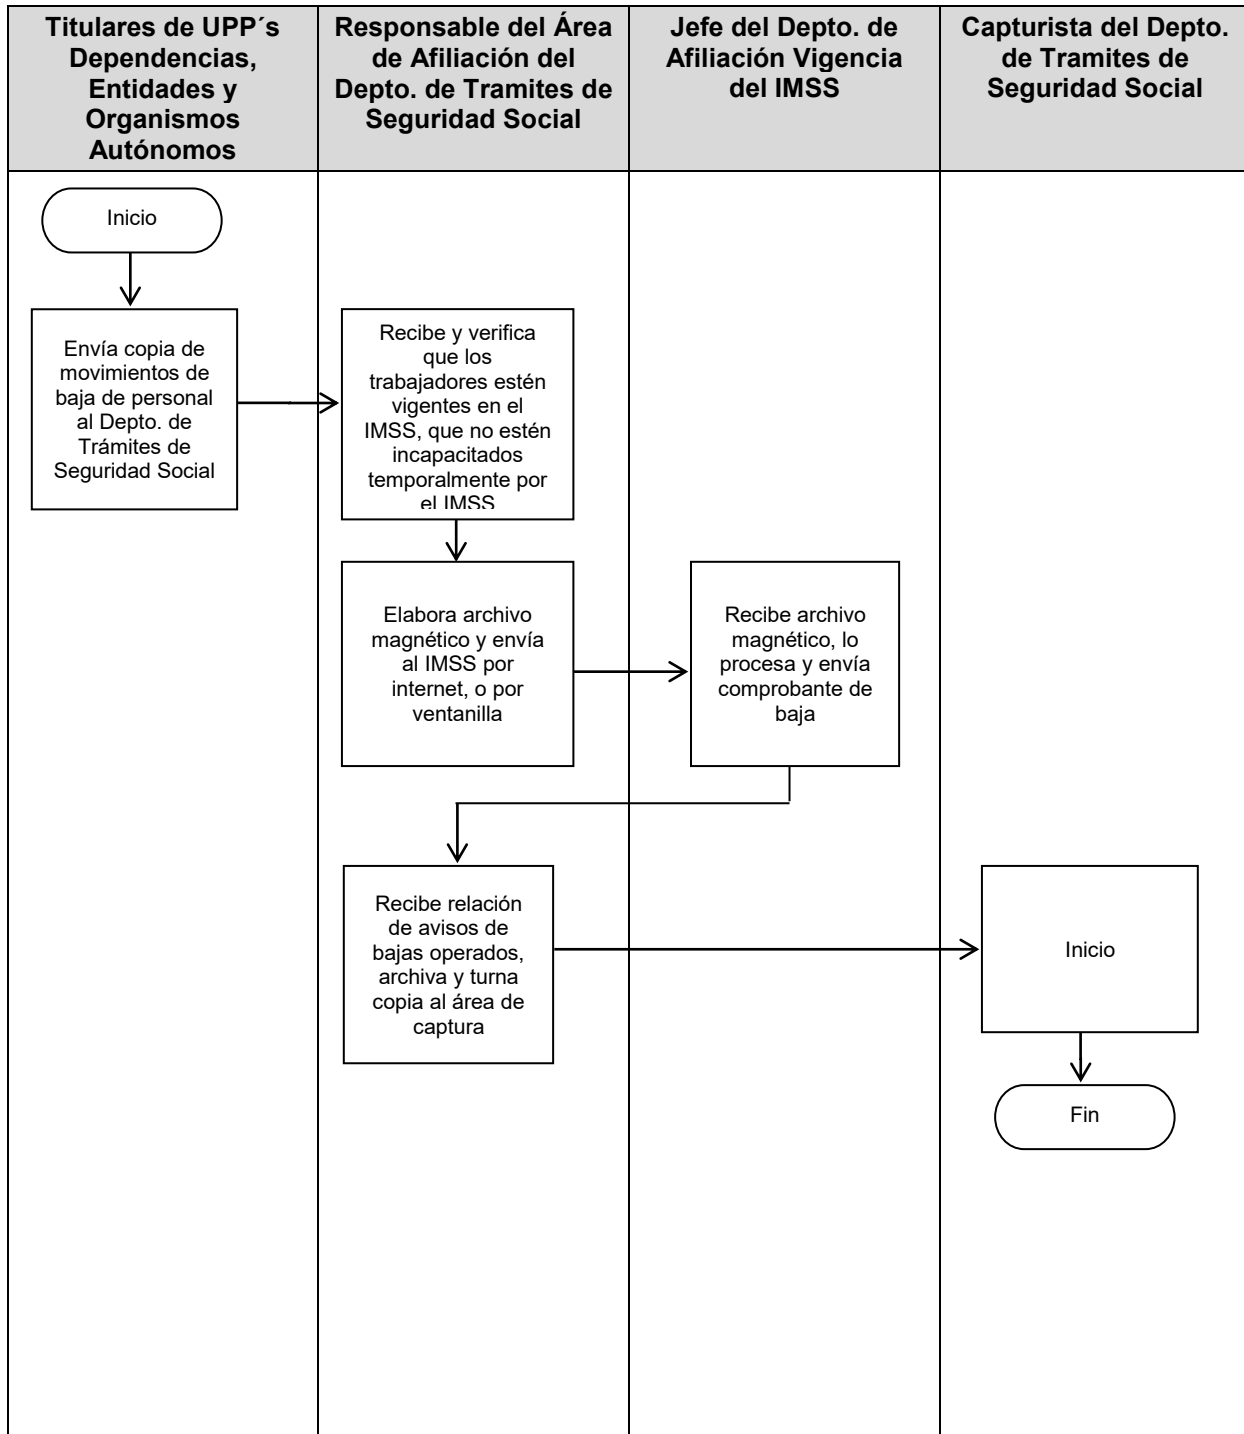 Titulares de UPP´s
Dependencias,
Entidades y
Organismos
Autónomos
Responsable del Área
de Afiliación del
Depto. de Tramites de
Seguridad Social
Jefe del Depto. de
Afiliación Vigencia
del IMSS
Capturista del Depto.
de Tramites de
Seguridad Social
Inicio
Envía copia de
movimientos de
baja de personal
al Depto. de
Trámites de
Seguridad Social
Recibe y verifica
que los
trabajadores estén
vigentes en el
IMSS, que no estén
incapacitados
temporalmente por
el IMSS
Elabora archivo
magnético y envía
al IMSS por
internet, o por
ventanilla
Recibe archivo
magnético, lo
procesa y envía
comprobante de
baja
Recibe relación
de avisos de
bajas operados,
archiva y turna
copia al área de
captura
Inicio
Fin